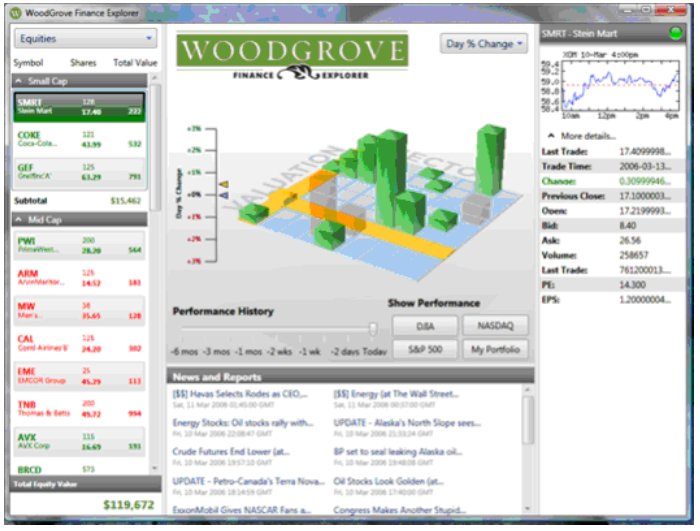 WoodGrove Finance Explorer
Equities
Symbol Shares Total Value
Small Cap
SMRT 128
Stein Mart 17.40 222
COKE 121
Coca-Cola... 43.99 532
GEF 125
Greiffinc'A' 63.29 791
Subtotal $15,462
Mid Cap
PWI 200
PrimeWest... 28.20 564
ARM 125
ArvinMeritor... 14.52 181
MW 36
Men's... 35.65 128
CAL 125
Contl Airlines'B' 24.20 302
EME 25
EMCOR Group 45.29 113
TNB 200
Thomas & Betts 45.72 994
AVX 115
AVX Corp 16.69 191
BRCD 573
Total Equity Value
$119,672
WOODGROVE
FINANCE EXPLORER
Day % Change
+3%
+2%
+1%
+0%
+1%
+2%
+3%
Day % Change
VALUATION
SECTOR
Performance History
-6 mos -3 mos -1 mos -2 wks -1 wk -2 days Today
Show Performance
DJIA NASDAQ
S&P 500 My Portfolio
News and Reports
[$$] Havas Selects Rodes as CEO,...
Sat, 11 Mar 2006 01:45:00 GMT
[$$] Energy (at The Wall Street...
Sat, 11 Mar 2006 00:37:00 GMT
Energy Stocks: Oil stocks rally with...
Fri, 10 Mar 2006 22:08:47 GMT
UPDATE - Alaska's North Slope sees...
Fri, 10 Mar 2006 21:33:24 GMT
Crude Futures End Lower (at...
Fri, 10 Mar 2006 19:57:10 GMT
BP set to seal leaking Alaska oil...
Fri, 10 Mar 2006 19:48:08 GMT
UPDATE - Petro-Canada's Terra Nova...
Fri, 10 Mar 2006 18:14:59 GMT
Oil Stocks Look Golden (at...
Fri, 10 Mar 2006 17:40:00 GMT
ExxonMobil Gives NASCAR Fans a...
Congress Makes Another Stupid...
SMRT - Stein Mart
XOM 10-Mar 4:00pm
59.4
59.2
59.0
58.8
58.6
58.4
10am 12pm 2pm 4pm
More details...
Last Trade: 17.4099998...
Trade Time: 2006-03-13...
Change: 0.30999946...
Previous Close: 17.1000003...
Open: 17.2199993...
Bid: 8.40
Ask: 26.56
Volume: 258657
Last Trade: 761200013...
PE: 14.300
EPS: 1.20000004...